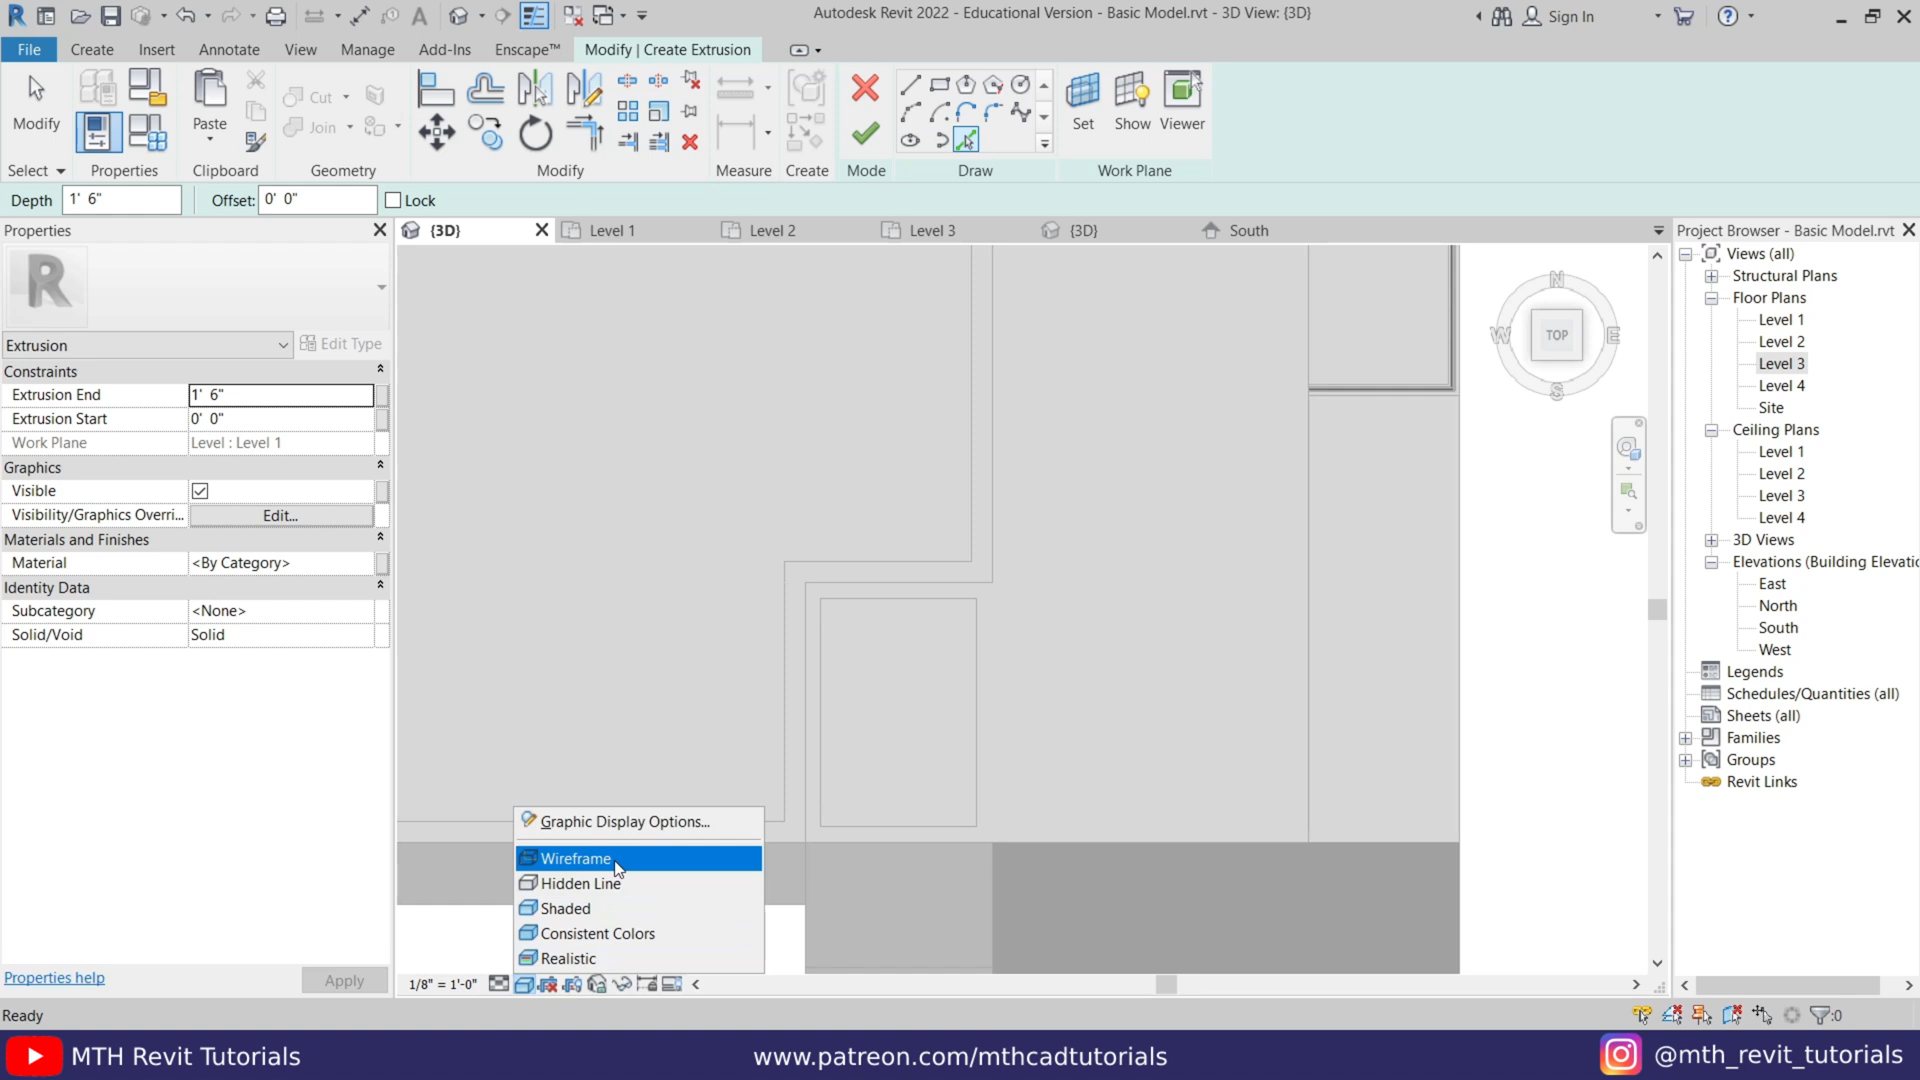 Autodesk Revit 2022 - Educational Version - Basic Model.rvt - 3D View: {3D}
Sign In
File
Create
Insert
Annotate
View
Manage
Add-Ins
Enscape™
Modify | Create Extrusion
Modify
Paste
Cut
Join
Set
Show
Viewer
Select
Properties
Clipboard
Geometry
Modify
Measure
Create
Mode
Draw
Work Plane
Depth
1' 6"
Offset:
0' 0"
Lock
Properties
{3D}
Level 1
Level 2
Level 3
{3D}
South
Project Browser - Basic Model.rvt
R
Extrusion
Edit Type
Constraints
Extrusion End
1' 6"
Extrusion Start
0' 0"
Work Plane
Level : Level 1
Graphics
Visible
Visibility/Graphics Overri...
Edit...
Materials and Finishes
Material
<By Category>
Identity Data
Subcategory
<None>
Solid/Void
Solid
Properties help
Apply
N
W
TOP
E
S
Graphic Display Options...
Wireframe
Hidden Line
Shaded
Consistent Colors
Realistic
1/8" = 1'-0"
Views (all)
Structural Plans
Floor Plans
Level 1
Level 2
Level 3
Level 4
Site
Ceiling Plans
Level 1
Level 2
Level 3
Level 4
3D Views
Elevations (Building Elevatic
East
North
South
West
Legends
Schedules/Quantities (all)
Sheets (all)
Families
Groups
Revit Links
Ready
:0
MTH Revit Tutorials
www.patreon.com/mthcadtutorials
@mth_revit_tutorials